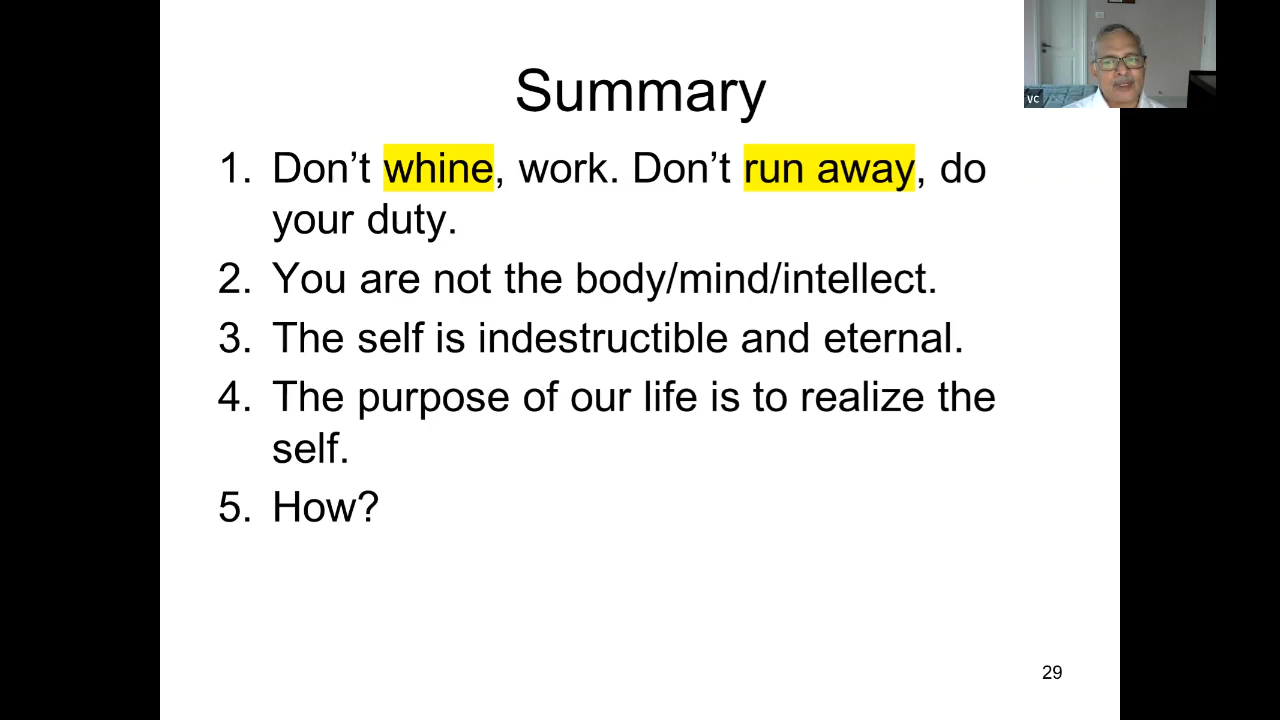 Summary
1. Don’t whine, work. Don’t run away, do
your duty.
2. You are not the body/mind/intellect.
3. The self is indestructible and eternal.
4. The purpose of our life is to realize the
self.
5. How?
29
VC